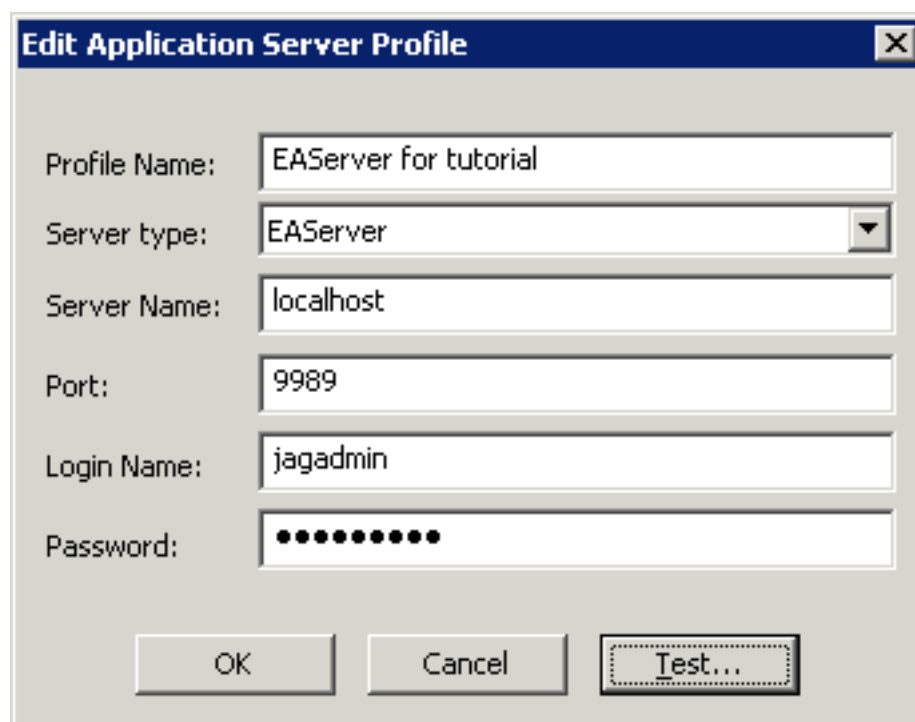 Edit Application Server Profile
Profile Name: EAServer for tutorial
Server type: EAServer
Server Name: localhost
Port: 9989
Login Name: jagadmin
Password: ●●●●●●●●●
OK Cancel Test...